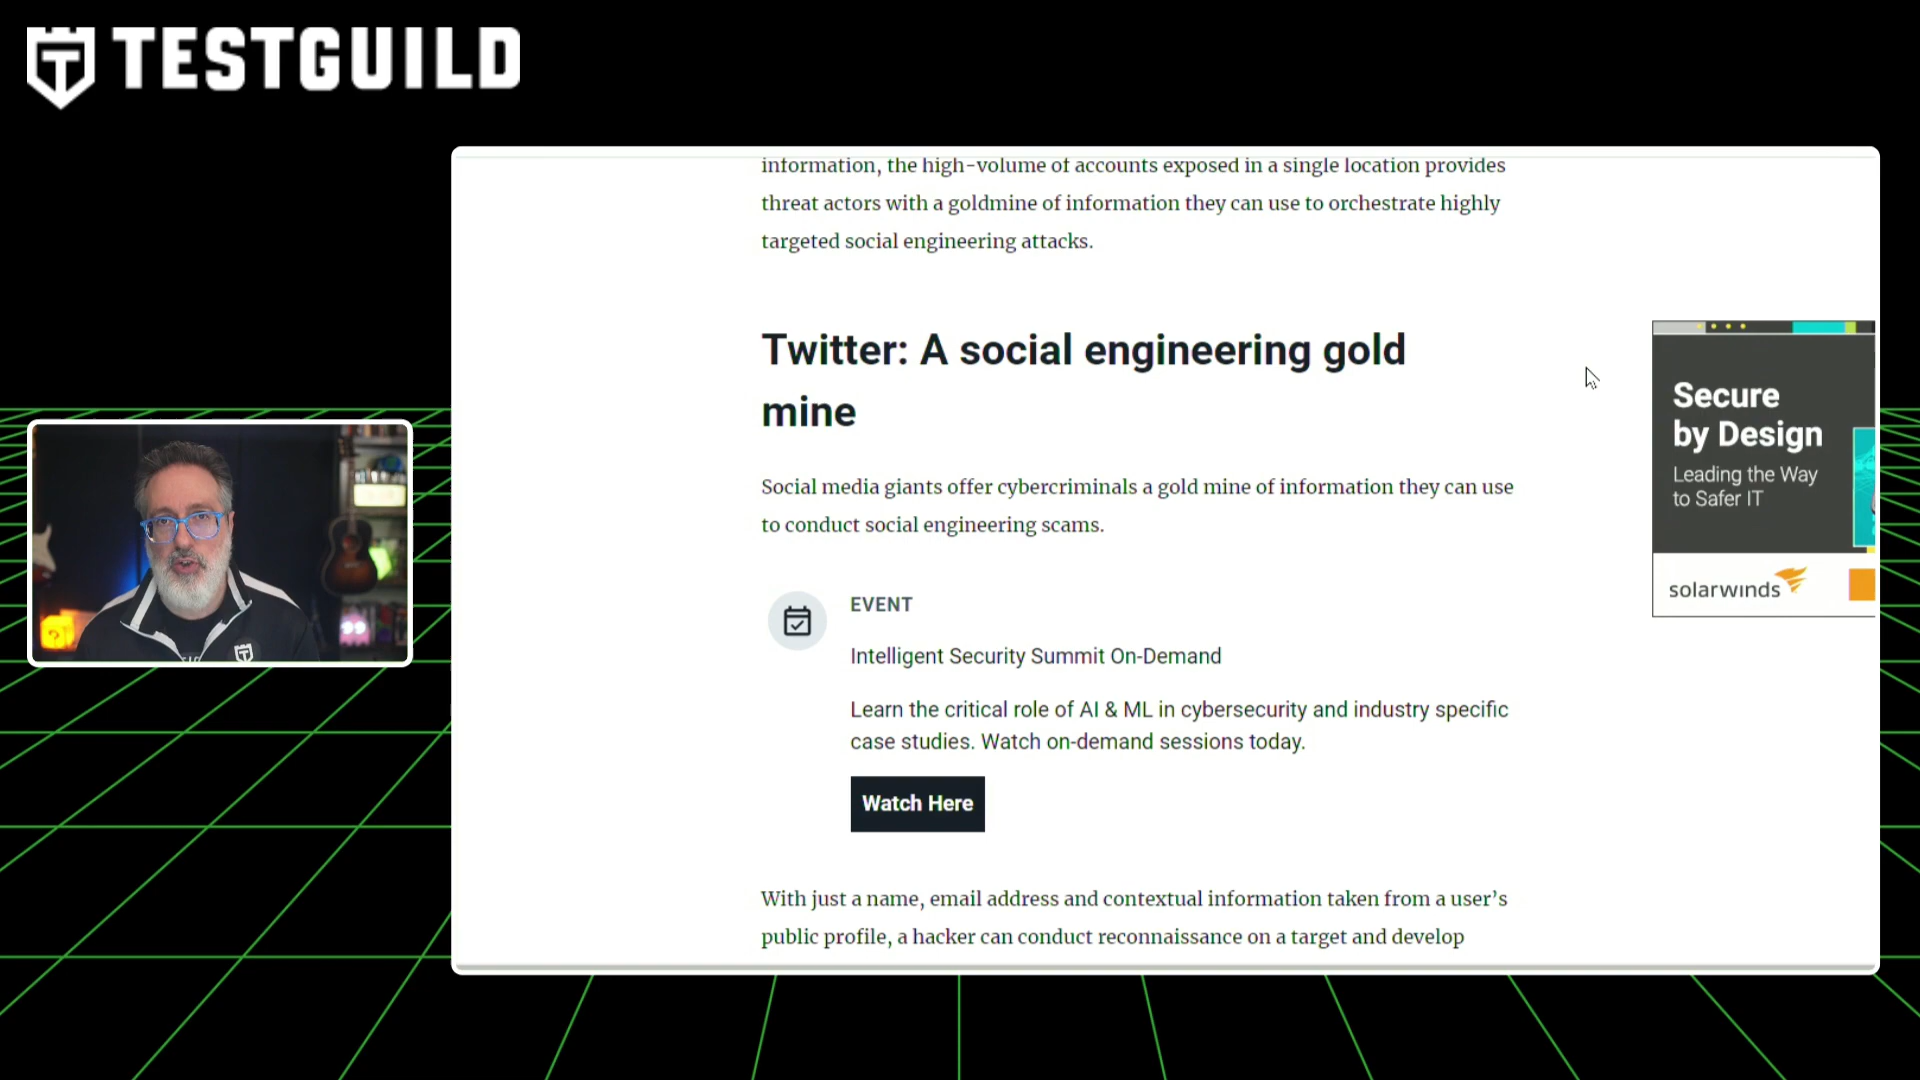 TESTGUILD
information, the high-volume of accounts exposed in a single location provides
threat actors with a goldmine of information they can use to orchestrate highly
targeted social engineering attacks.
Twitter: A social engineering gold
mine
Social media giants offer cybercriminals a gold mine of information they can use
to conduct social engineering scams.
EVENT
Intelligent Security Summit On-Demand
Learn the critical role of AI & ML in cybersecurity and industry specific
case studies. Watch on-demand sessions today.
Watch Here
With just a name, email address and contextual information taken from a user’s
public profile, a hacker can conduct reconnaissance on a target and develop
Secure
by Design
Leading the Way
to Safer IT
solarwinds